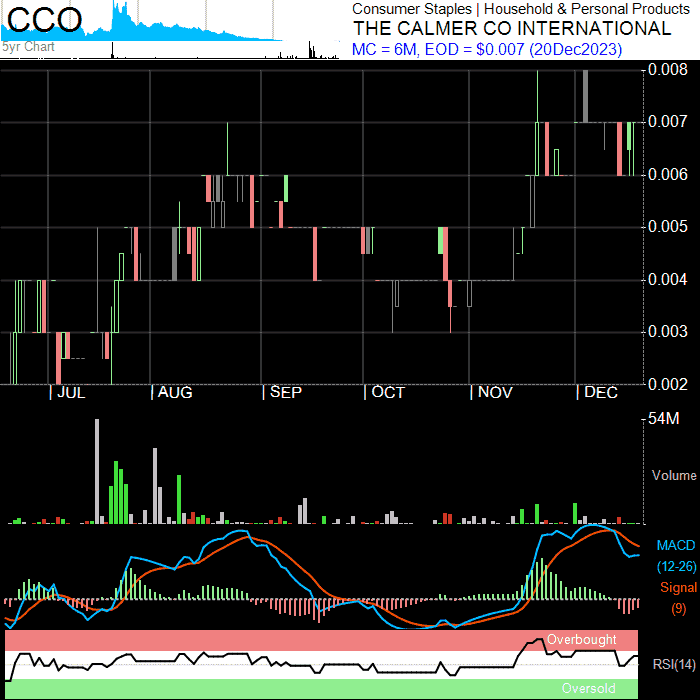 CCO
5yr Chart
Consumer Staples | Household & Personal Products
THE CALMER CO INTERNATIONAL
MC = 6M, EOD = $0.007 (20Dec2023)
0.008
0.007
0.006
0.005
0.004
0.003
0.002
| JUL | AUG | SEP | OCT | NOV | DEC
54M
Volume
MACD
(12-26)
Signal
(9)
Overbought
RSI(14)
Oversold